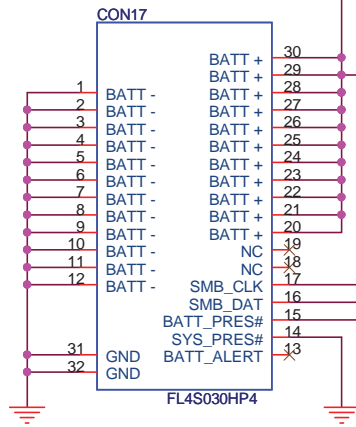 CON17
BATT + 30
BATT + 29
1 BATT - BATT + 28
2 BATT - BATT + 27
3 BATT - BATT + 26
4 BATT - BATT + 25
5 BATT - BATT + 24
6 BATT - BATT + 23
7 BATT - BATT + 22
8 BATT - BATT + 21
9 BATT - BATT + 20
10 BATT - NC 19
11 BATT - NC 18
12 BATT - SMB_CLK 17
SMB_DAT 16
BATT_PRES# 15
SYS_PRES# 14
31 GND BATT_ALERT 13
32 GND
FL4S030HP4